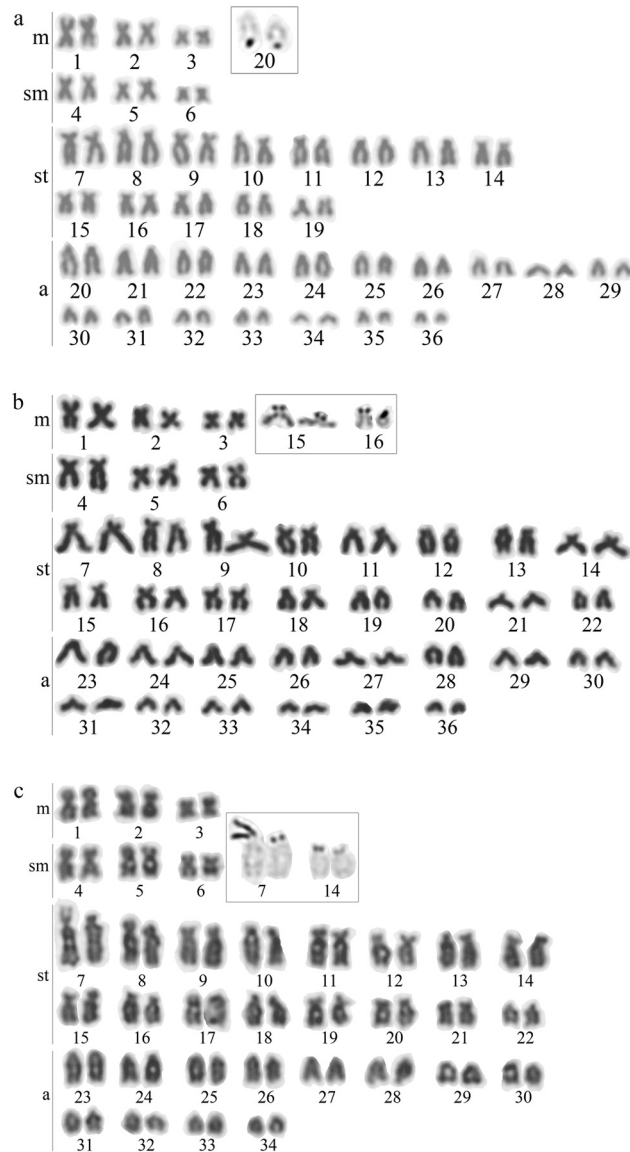 a
m
1 2 3 20
sm
4 5 6
st
7 8 9 10 11 12 13 14
15 16 17 18 19
a
20 21 22 23 24 25 26 27 28 29
30 31 32 33 34 35 36
b
m
1 2 3 15 16
sm
4 5 6
st
7 8 9 10 11 12 13 14
15 16 17 18 19 20 21 22
a
23 24 25 26 27 28 29 30
31 32 33 34 35 36
c
m
1 2 3
sm
4 5 6 7 14
st
7 8 9 10 11 12 13 14
15 16 17 18 19 20 21 22
a
23 24 25 26 27 28 29 30
31 32 33 34